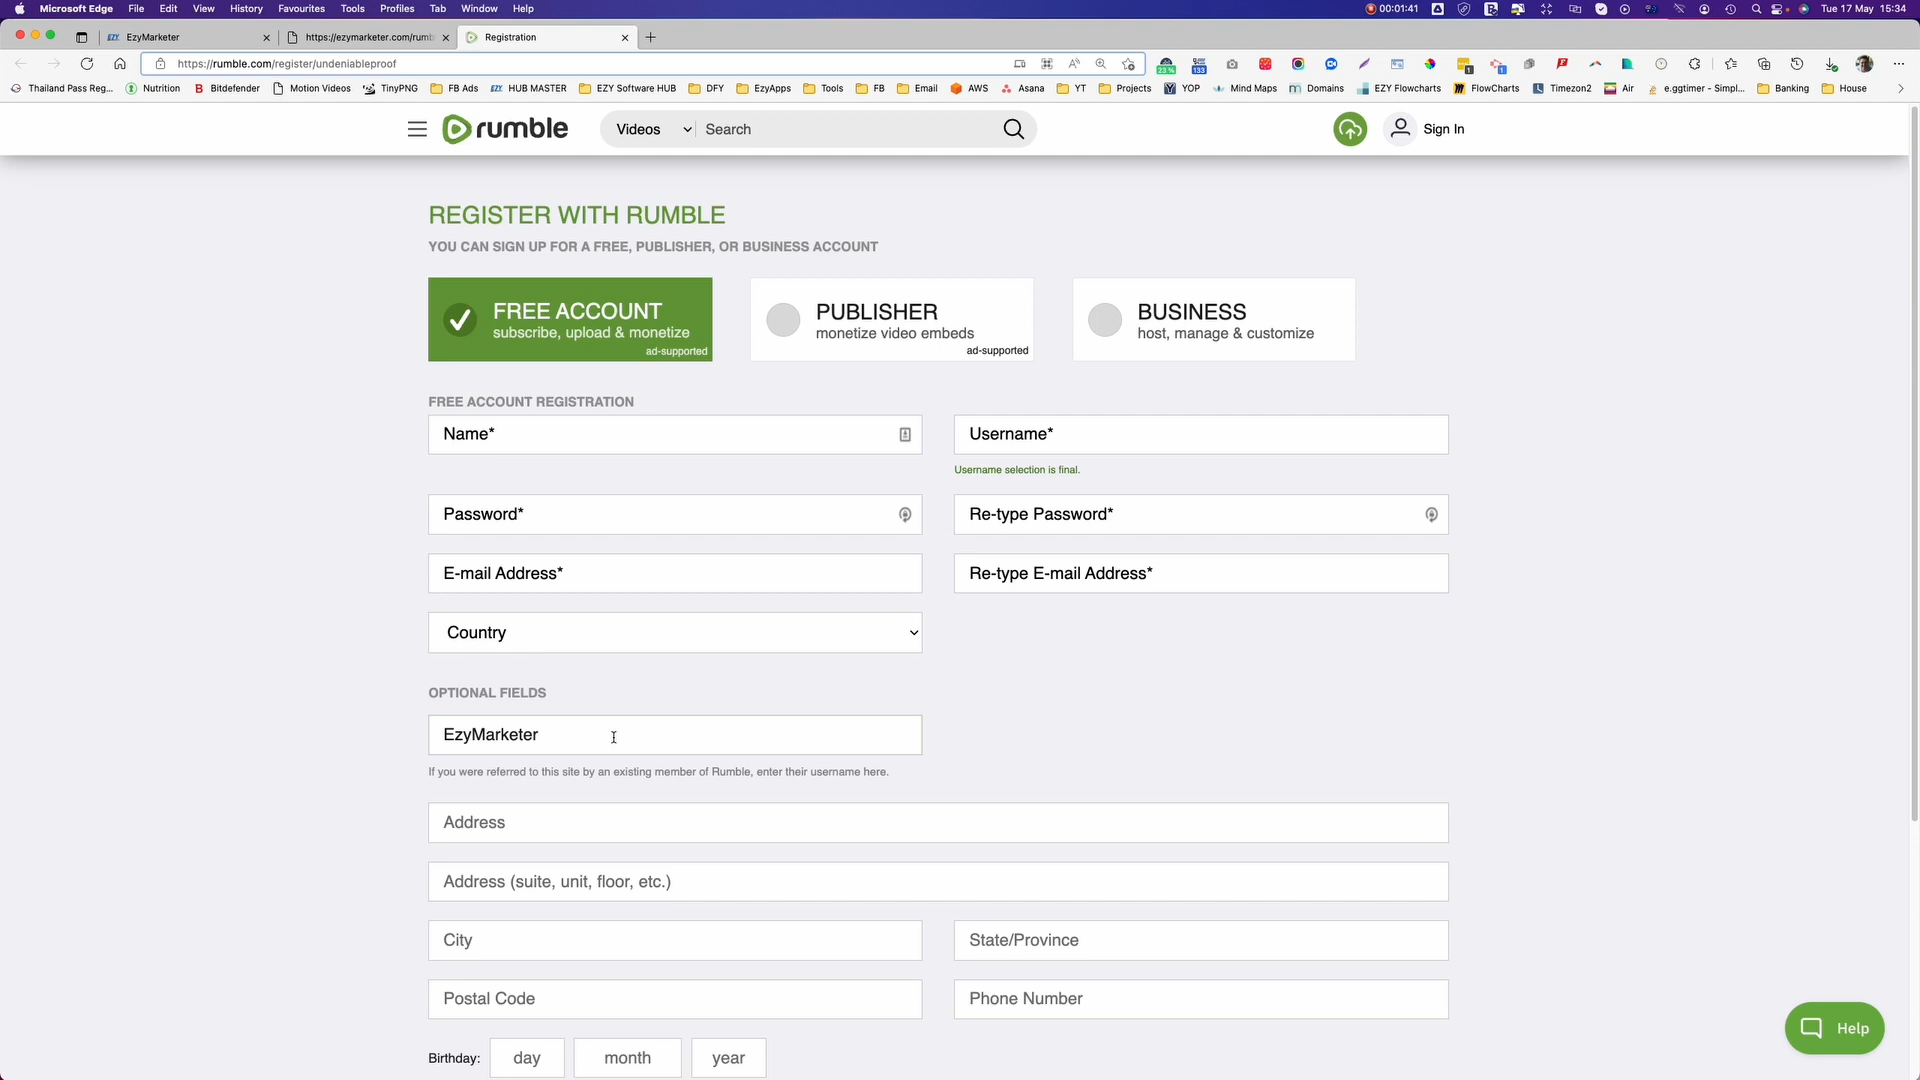 Microsoft Edge File Edit View History Favourites Tools Profiles Tab Window Help 00:01:41 Tue 17 May 15:34
EZY EzyMarketer https://ezymarketer.com/rumb Registration
https://rumble.com/register/undeniableproof 23 % 133 1 1
Thailand Pass Reg... Nutrition Bitdefender Motion Videos TinyPNG FB Ads EZY HUB MASTER EZY Software HUB DFY EzyApps Tools FB Email AWS Asana YT Projects YOP Mind Maps Domains EZY Flowcharts FlowCharts Timezon2 Air e.ggtimer - Simpl... Banking House
rumble Videos Search Sign In
REGISTER WITH RUMBLE
YOU CAN SIGN UP FOR A FREE, PUBLISHER, OR BUSINESS ACCOUNT
FREE ACCOUNT
subscribe, upload & monetize
ad-supported
PUBLISHER
monetize video embeds
ad-supported
BUSINESS
host, manage & customize
FREE ACCOUNT REGISTRATION
Name* Username*
Username selection is final.
Password* Re-type Password*
E-mail Address* Re-type E-mail Address*
Country
OPTIONAL FIELDS
EzyMarketer
If you were referred to this site by an existing member of Rumble, enter their username here.
Address
Address (suite, unit, floor, etc.)
City State/Province
Postal Code Phone Number
Birthday: day month year
Help